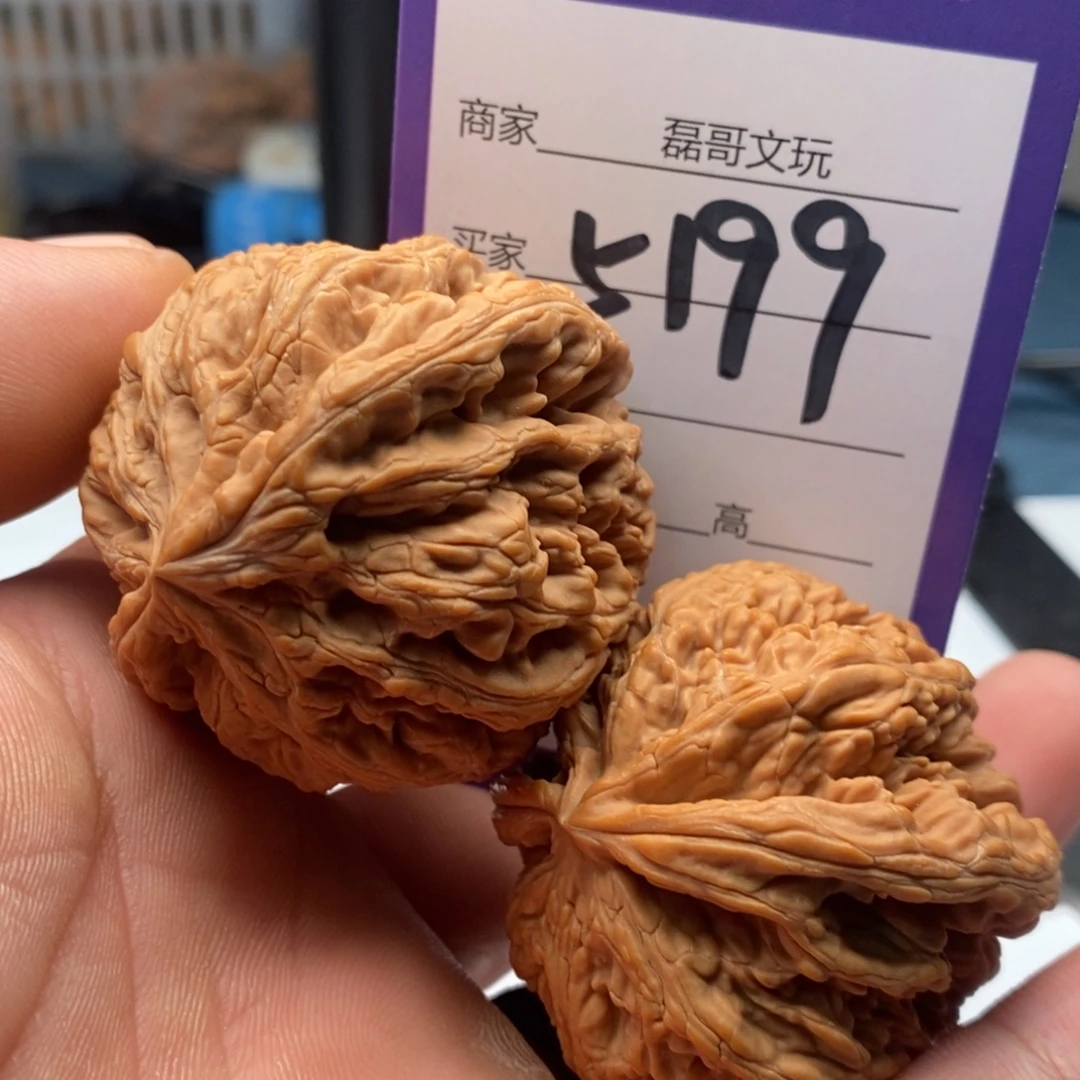 商家 磊哥文玩
买家 5199
高